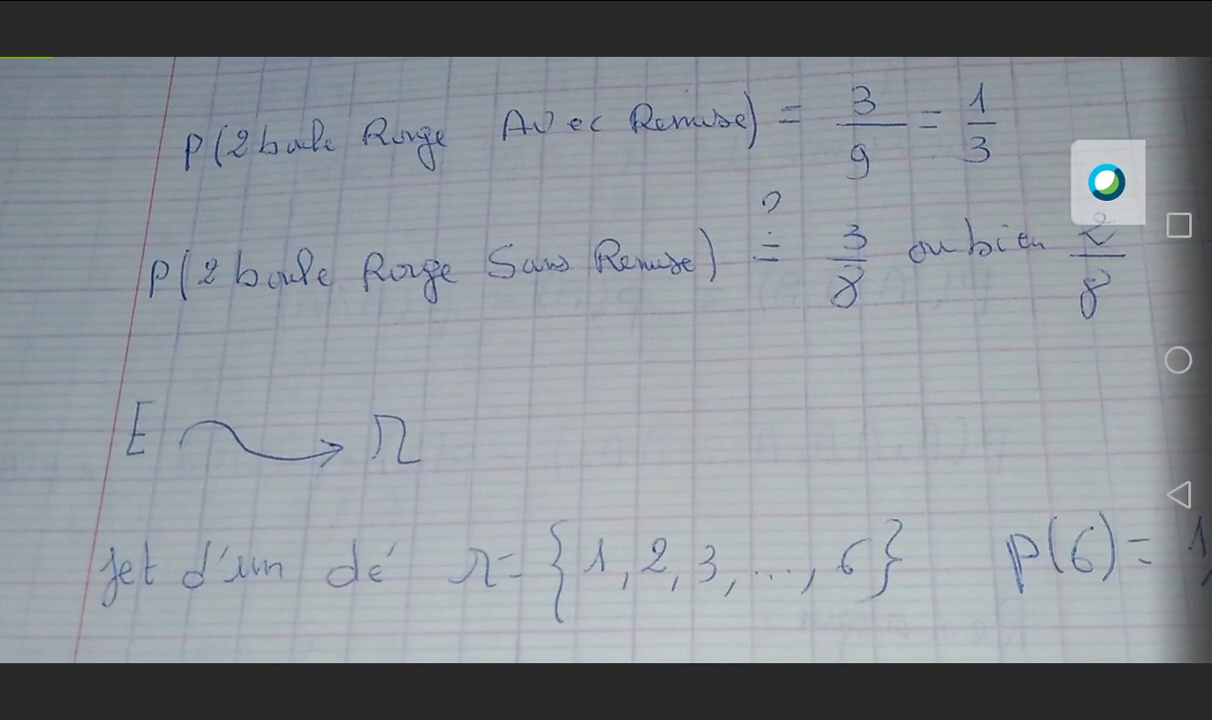 P(2 boule Rouge Avec Remise) = 3/9 = 1/3
P(2 boule Rouge Sans Remise) =? 3/8 ou bien 2/8
E → Ω
Jet d'un dé Ω = {1, 2, 3, ..., 6} P(6) = 1